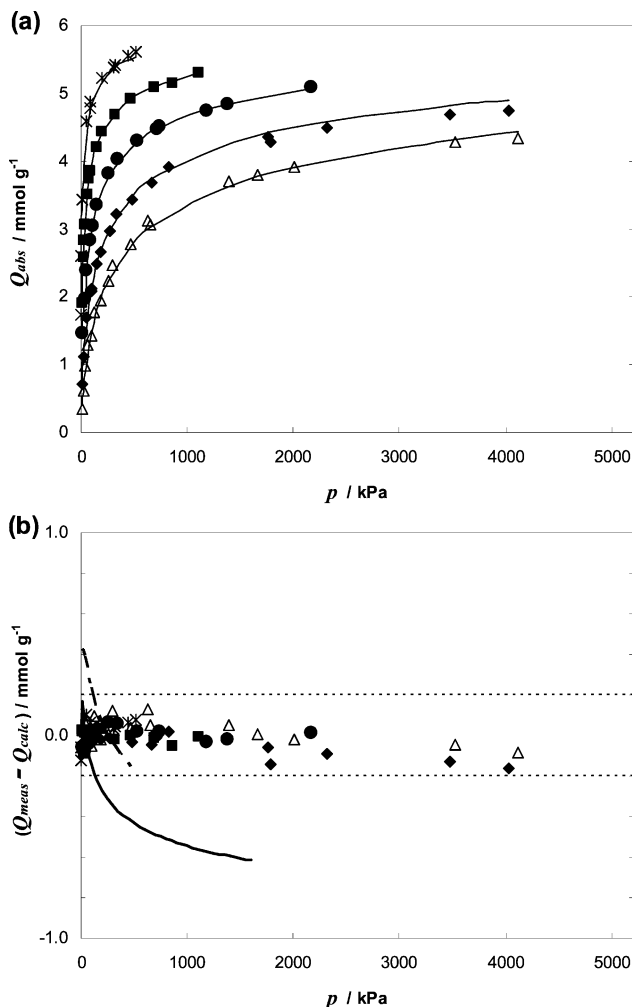 (a)
6
5
4
3
2
1
0
Q_abs / mmol g⁻¹
0 1000 2000 3000 4000 5000
p / kPa
(b)
1.0
0.0
-1.0
(Q_meas − Q_calc) / mmol g⁻¹
0 1000 2000 3000 4000 5000
p / kPa